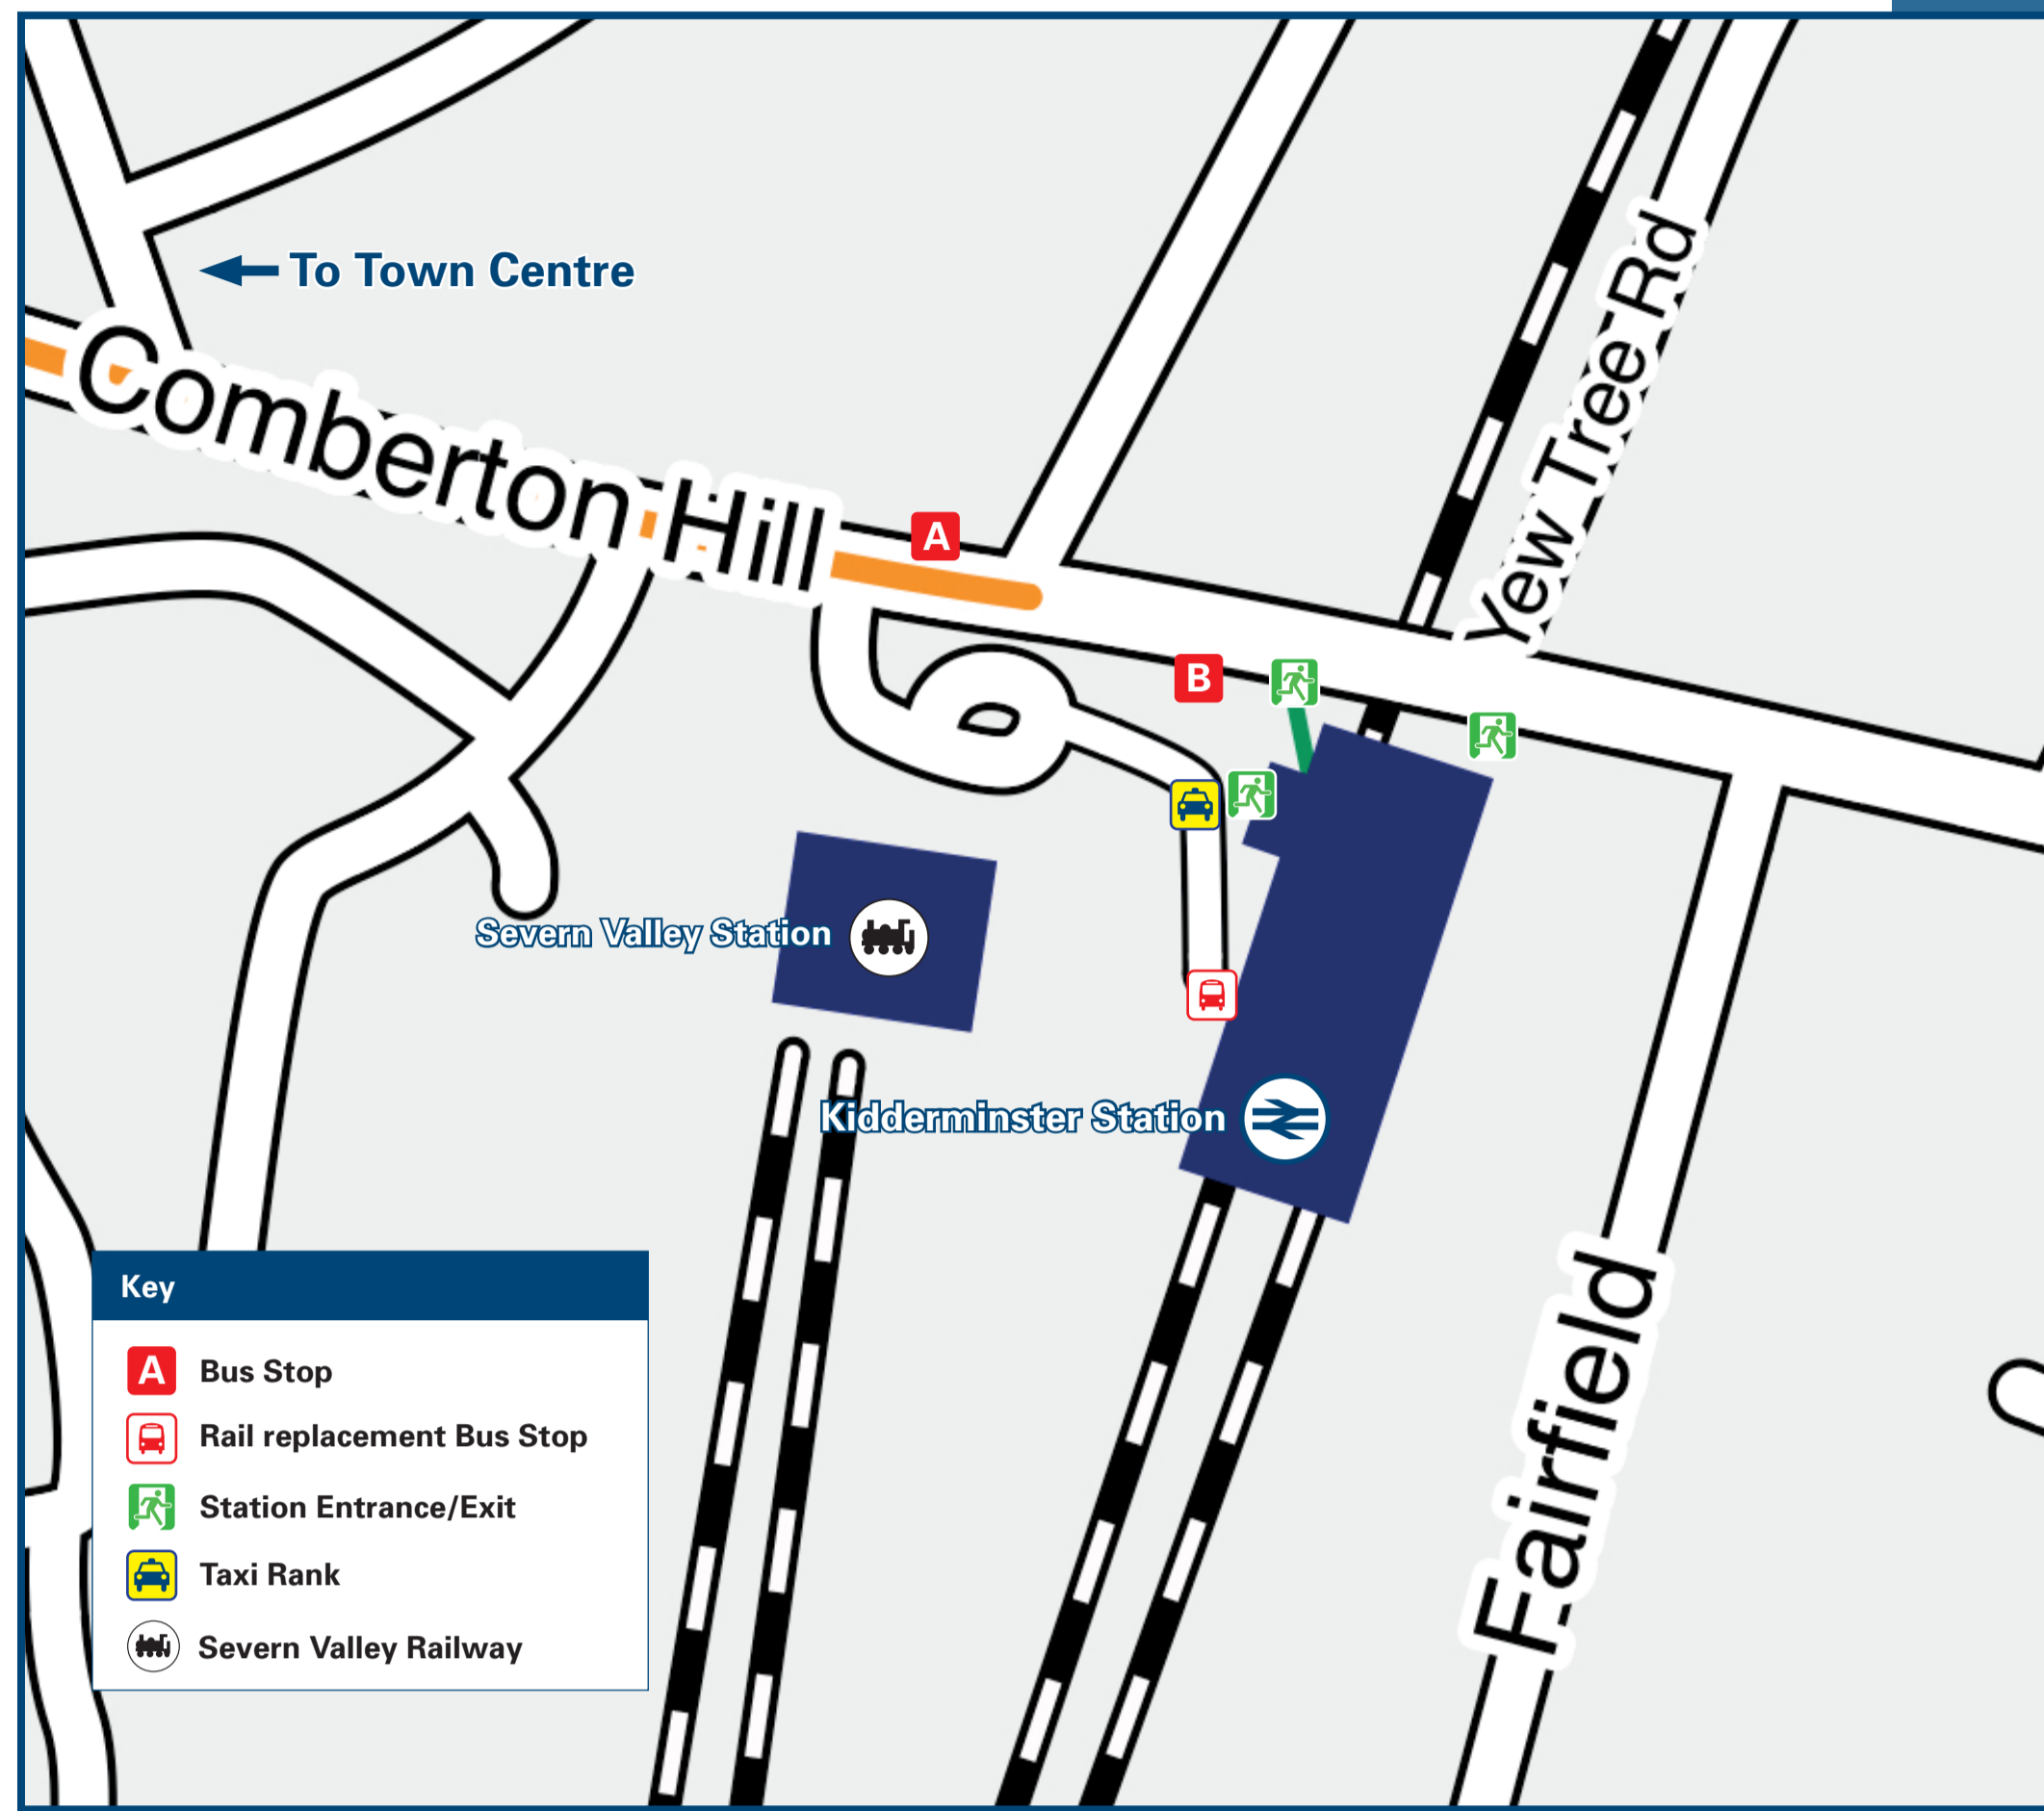 To Town Centre
Comberton Hill
Yew Tree Rd
A
B
Severn Valley Station
Kidderminster Station
Fairfield
Key
A Bus Stop
Rail replacement Bus Stop
Station Entrance/Exit
Taxi Rank
Severn Valley Railway